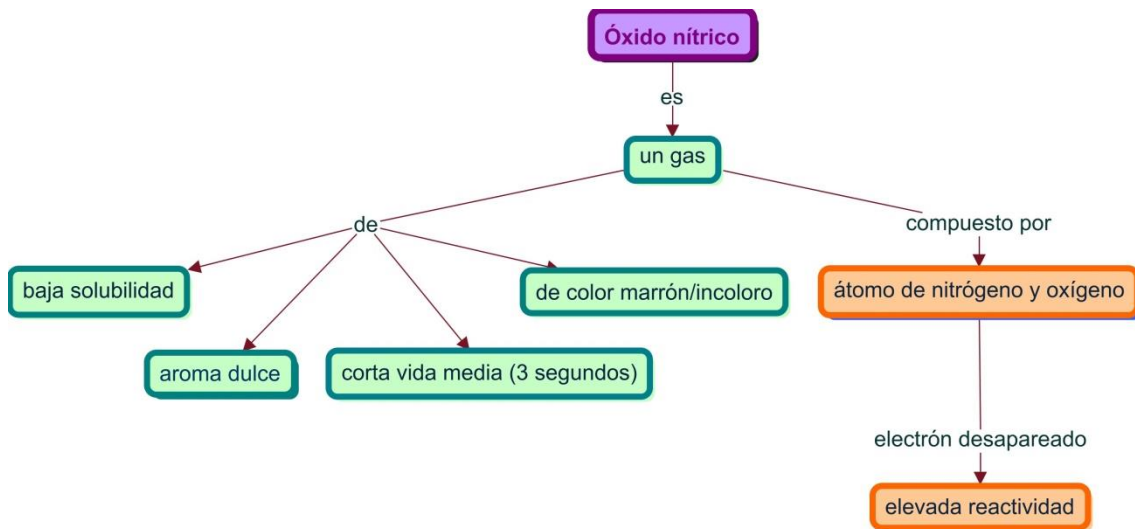 Óxido nítrico
es
un gas
de
compuesto por
baja solubilidad
de color marrón/incoloro
átomo de nitrógeno y oxígeno
aroma dulce
corta vida media (3 segundos)
electrón desapareado
elevada reactividad